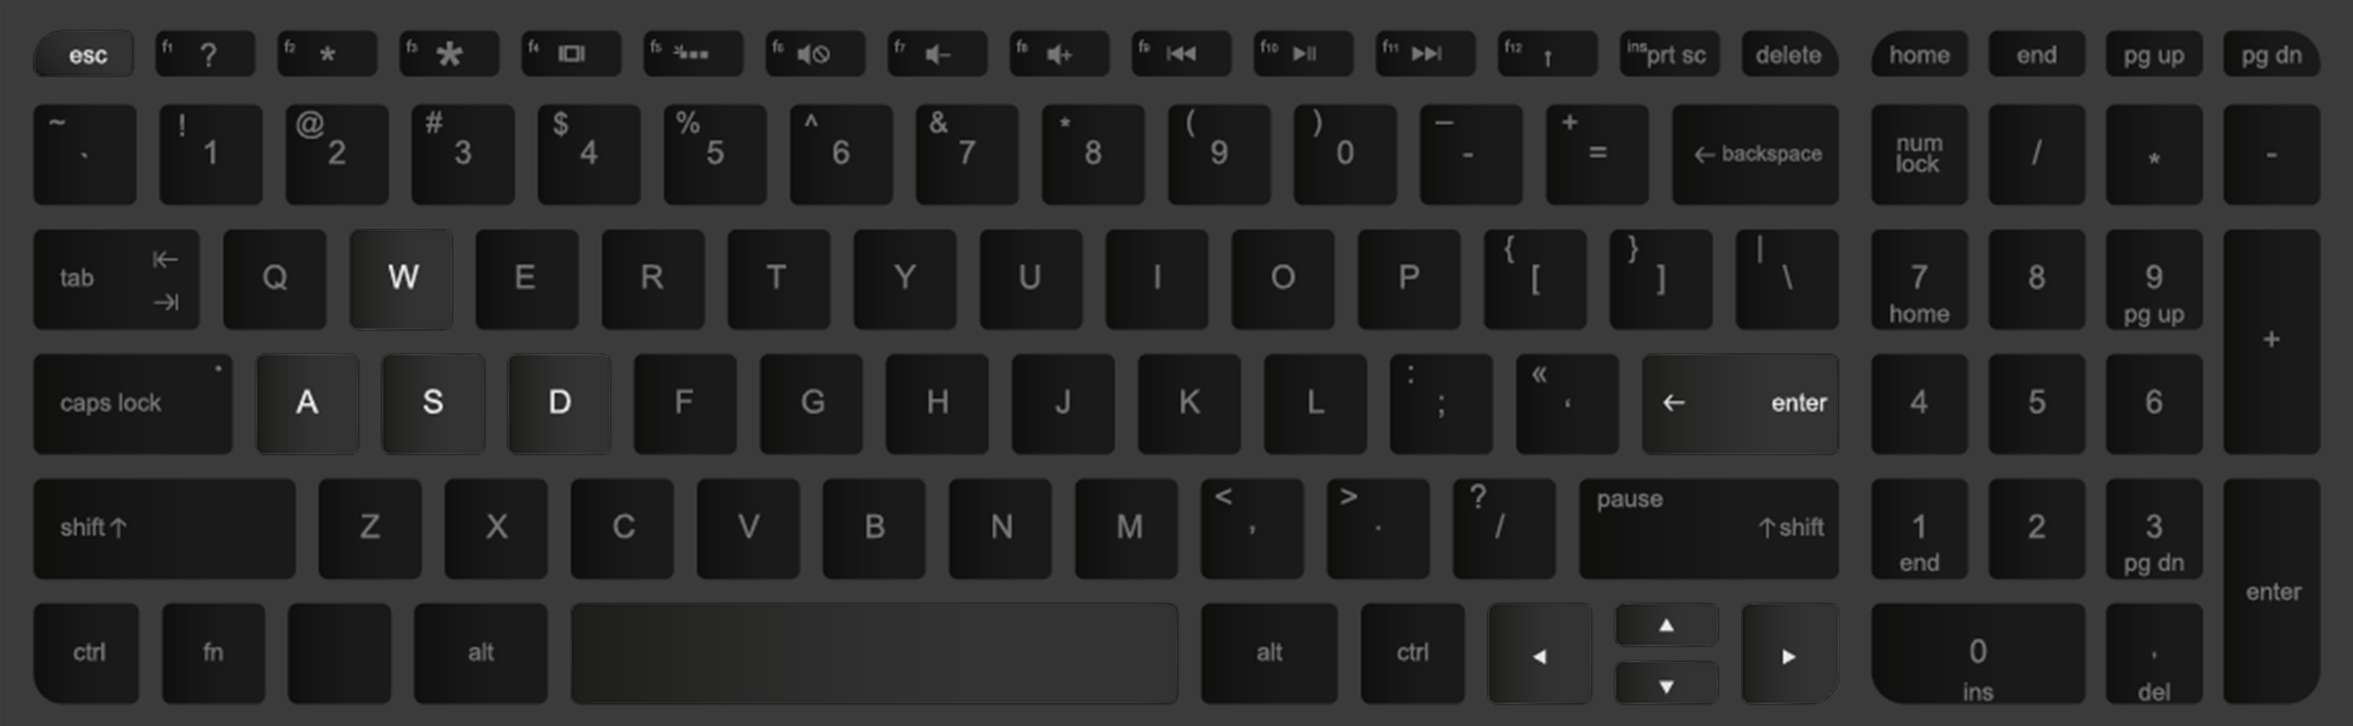 esc f1 ? f2 * f3 * f4 f5 f6 f7 f8 f9 f10 f11 f12 ins prt sc delete home end pg up pg dn
~ ` ! 1 @ 2 # 3 $ 4 % 5 ^ 6 & 7 * 8 ( 9 ) 0 — - + = ← backspace num lock / * -
tab Q W E R T Y U I O P { [ } ] | \ 7 home 8 9 pg up +
caps lock A S D F G H J K L : ; « ‘ ← enter 4 5 6
shift ↑ Z X C V B N M < , > . ? / pause ↑ shift 1 end 2 3 pg dn enter
ctrl fn alt alt ctrl ◀ ▲ ▼ ▶ 0 ins , del